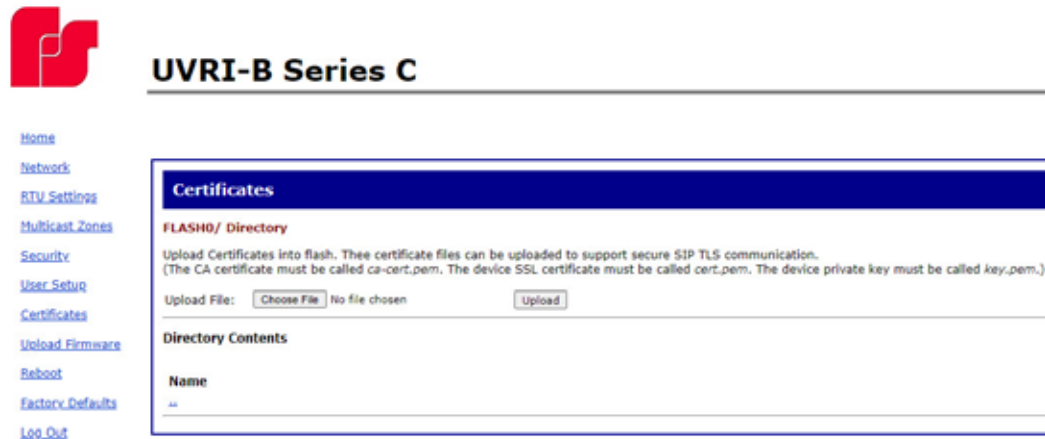 UVRI-B Series C
Home
Network
RTU Settings
Multicast Zones
Security
User Setup
Certificates
Upload Firmware
Reboot
Factory Defaults
Log Out
Certificates
FLASH0/ Directory
Upload Certificates into flash. Thee certificate files can be uploaded to support secure SIP TLS communication.
(The CA certificate must be called ca-cert.pem. The device SSL certificate must be called cert.pem. The device private key must be called key.pem.)
Upload File: Choose File No file chosen Upload
Directory Contents
Name
..